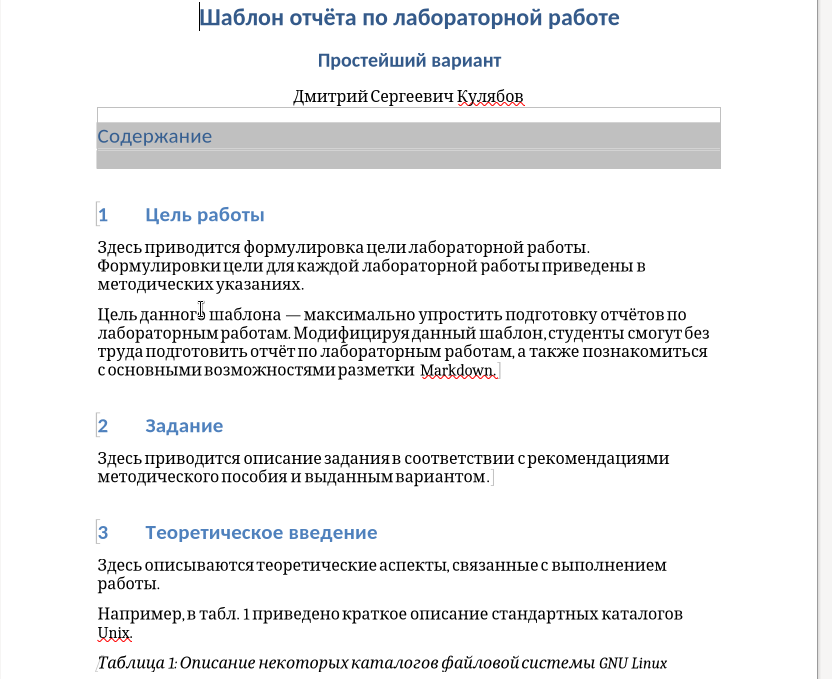 Шаблон отчёта по лабораторной работе
Простейший вариант
Дмитрий Сергеевич Кулябов
Содержание
1 Цель работы
Здесь приводится формулировка цели лабораторной работы.
Формулировки цели для каждой лабораторной работы приведены в
методических указаниях.
Цель данного шаблона — максимально упростить подготовку отчётов по
лабораторным работам. Модифицируя данный шаблон, студенты смогут без
труда подготовить отчёт по лабораторным работам, а также познакомиться
с основными возможностями разметки Markdown.
2 Задание
Здесь приводится описание задания в соответствии с рекомендациями
методического пособия и выданным вариантом.
3 Теоретическое введение
Здесь описываются теоретические аспекты, связанные с выполнением
работы.
Например, в табл. 1 приведено краткое описание стандартных каталогов
Unix.
Таблица 1: Описание некоторых каталогов файловой системы GNU Linux